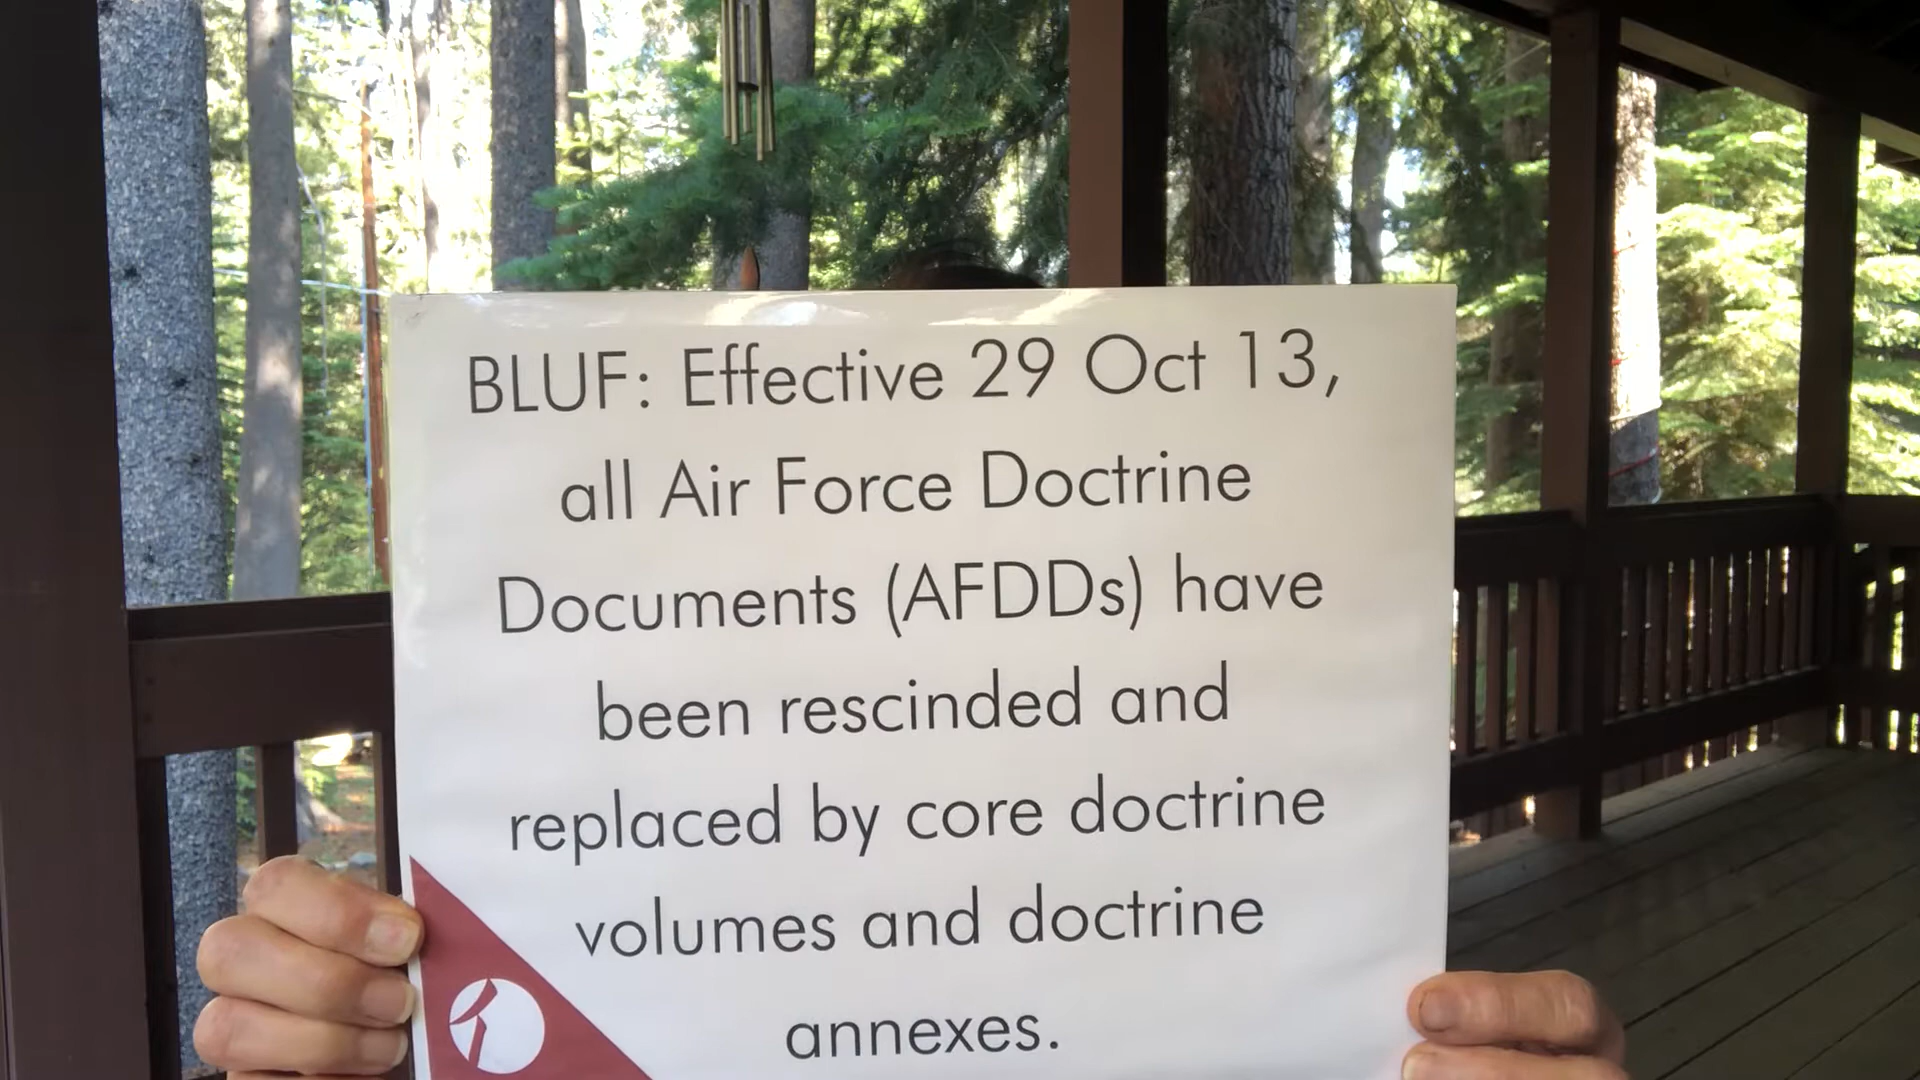 BLUF: Effective 29 Oct 13,
all Air Force Doctrine
Documents (AFDDs) have
been rescinded and
replaced by core doctrine
volumes and doctrine
annexes.